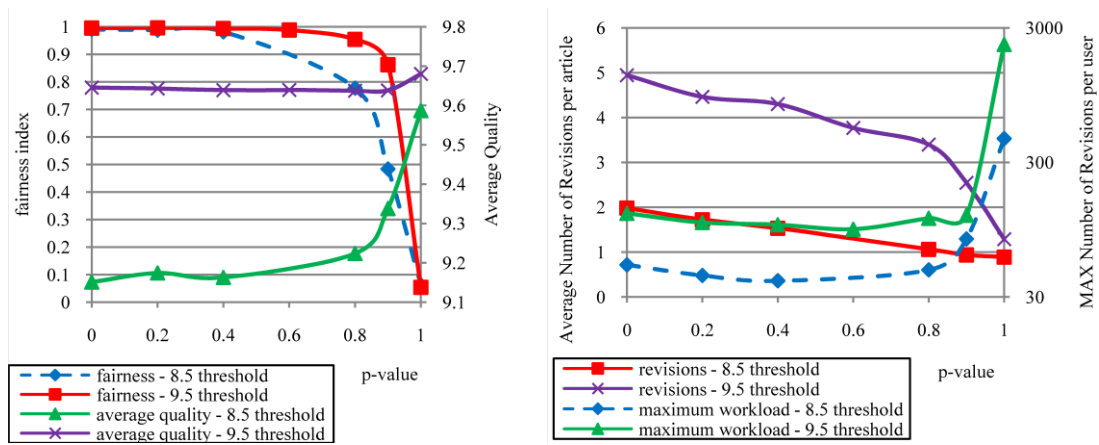 fairness index
1
0.9
0.8
0.7
0.6
0.5
0.4
0.3
0.2
0.1
0
0 0.2 0.4 0.6 0.8 1
9.8
9.7
9.6
9.5
9.4
9.3
9.2
9.1
Average Quality
p-value
fairness - 8.5 threshold
fairness - 9.5 threshold
average quality - 8.5 threshold
average quality - 9.5 threshold
Average Number of Revisions per article
6
5
4
3
2
1
0
0 0.2 0.4 0.6 0.8 1
3000
300
30
MAX Number of Revisions per user
p-value
revisions - 8.5 threshold
revisions - 9.5 threshold
maximum workload - 8.5 threshold
maximum workload - 9.5 threshold